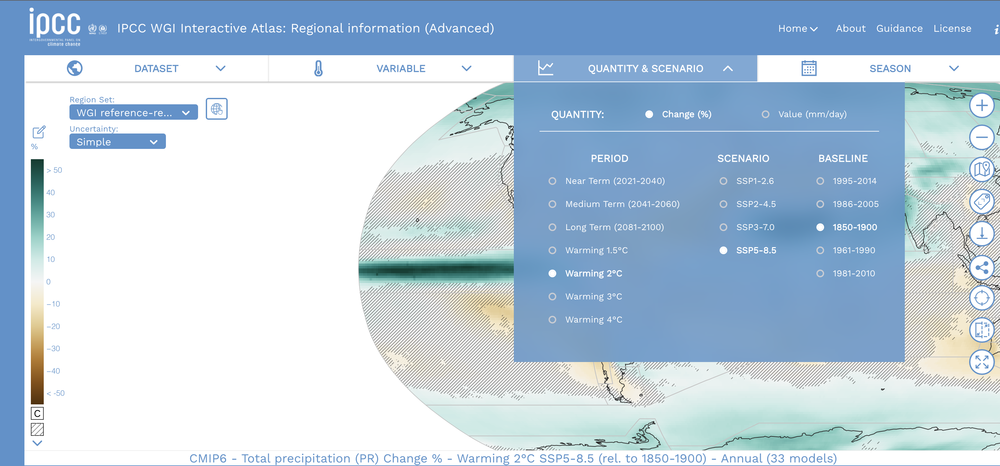 ipcc
INTERGOVERNMENTAL PANEL ON
climate change
WMO UNEP
IPCC WGI Interactive Atlas: Regional information (Advanced)
Home About Guidance License i
DATASET VARIABLE QUANTITY & SCENARIO SEASON
Region Set:
WGI reference-re...
Uncertainty:
Simple
%
> 50
40
30
20
10
0
−10
−20
−30
−40
< -50
C
QUANTITY: Change (%) Value (mm/day)
PERIOD SCENARIO BASELINE
Near Term (2021-2040) SSP1-2.6 1995-2014
Medium Term (2041-2060) SSP2-4.5 1986-2005
Long Term (2081-2100) SSP3-7.0 1850-1900
Warming 1.5°C SSP5-8.5 1961-1990
Warming 2°C 1981-2010
Warming 3°C
Warming 4°C
CMIP6 - Total precipitation (PR) Change % - Warming 2°C SSP5-8.5 (rel. to 1850-1900) - Annual (33 models)